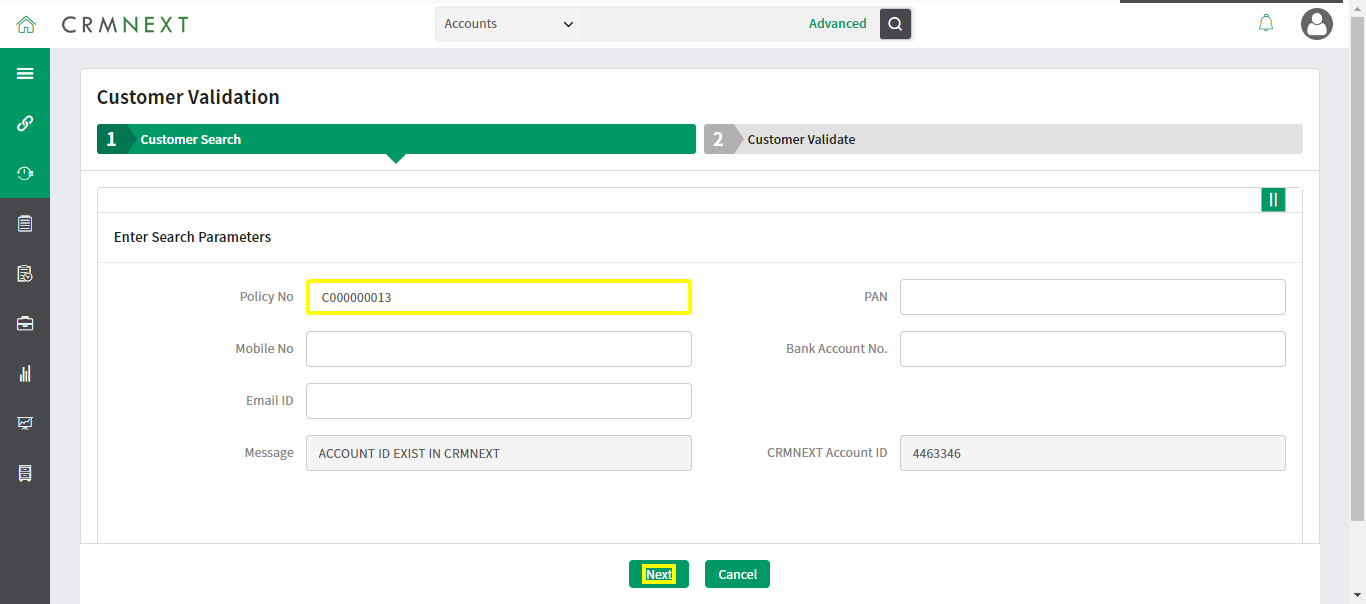 CRMNEXT
Accounts
Advanced
Customer Validation
1 Customer Search
2 Customer Validate
Enter Search Parameters
Policy No C000000013 PAN
Mobile No Bank Account No.
Email ID
Message ACCOUNT ID EXIST IN CRMNEXT CRMNEXT Account ID 4463346
Next Cancel